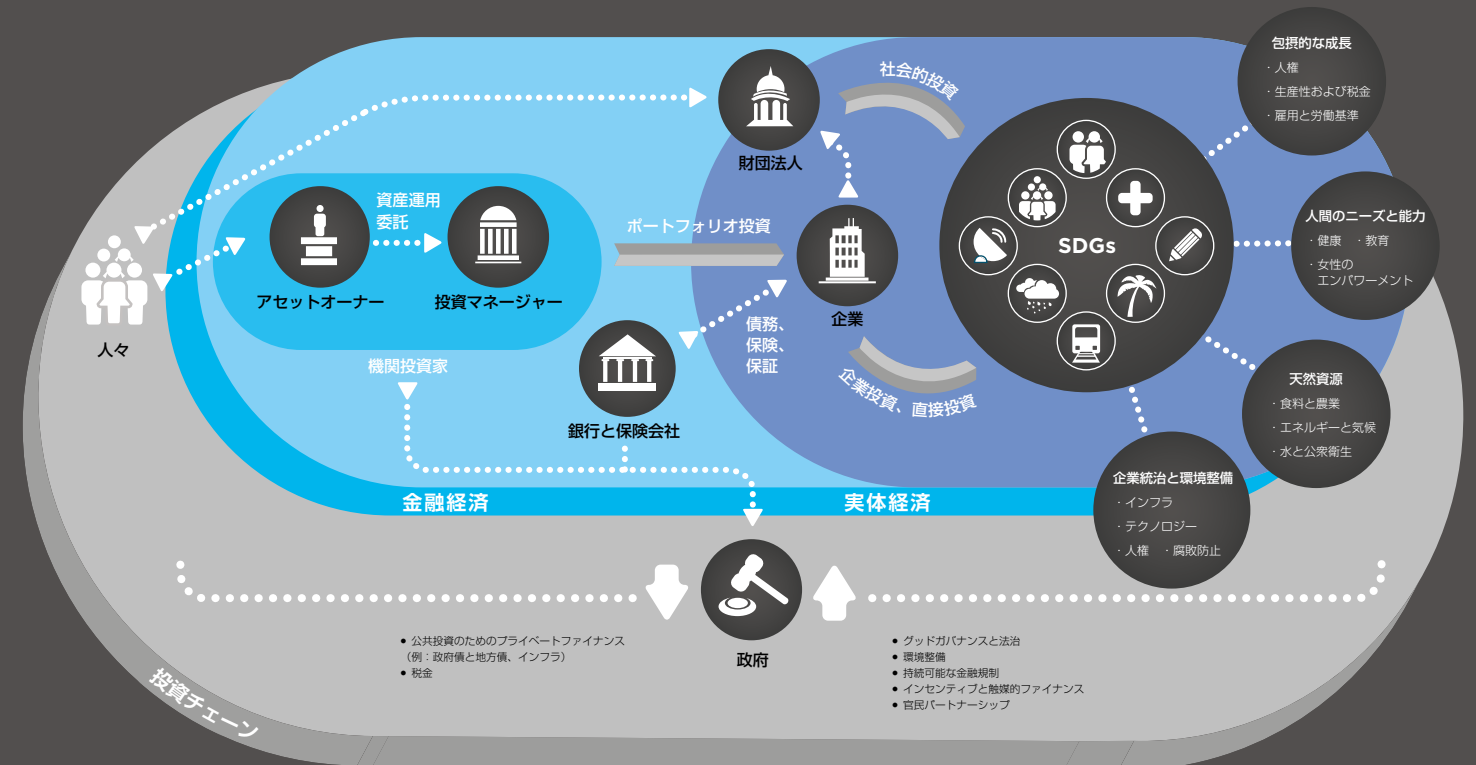 包摂的な成長
・人権
・生産性および税金
・雇用と労働基準
社会的投資
財団法人
人間のニーズと能力
・健康 ・教育
・女性の
エンパワーメント
資産運用
委託
ポートフォリオ投資
SDGs
アセットオーナー
投資マネージャー
企業
人々
債務、
保険、
保証
機関投資家
企業投資、直接投資
天然資源
・食料と農業
・エネルギーと気候
・水と公衆衛生
銀行と保険会社
企業統治と環境整備
・インフラ
・テクノロジー
・人権 ・腐敗防止
金融経済
実体経済
● 公共投資のためのプライベートファイナンス
（例：政府債と地方債、インフラ）
● 税金
政府
● グッドガバナンスと法治
● 環境整備
● 持続可能な金融規制
● インセンティブと触媒的ファイナンス
● 官民パートナーシップ
投資チェーン